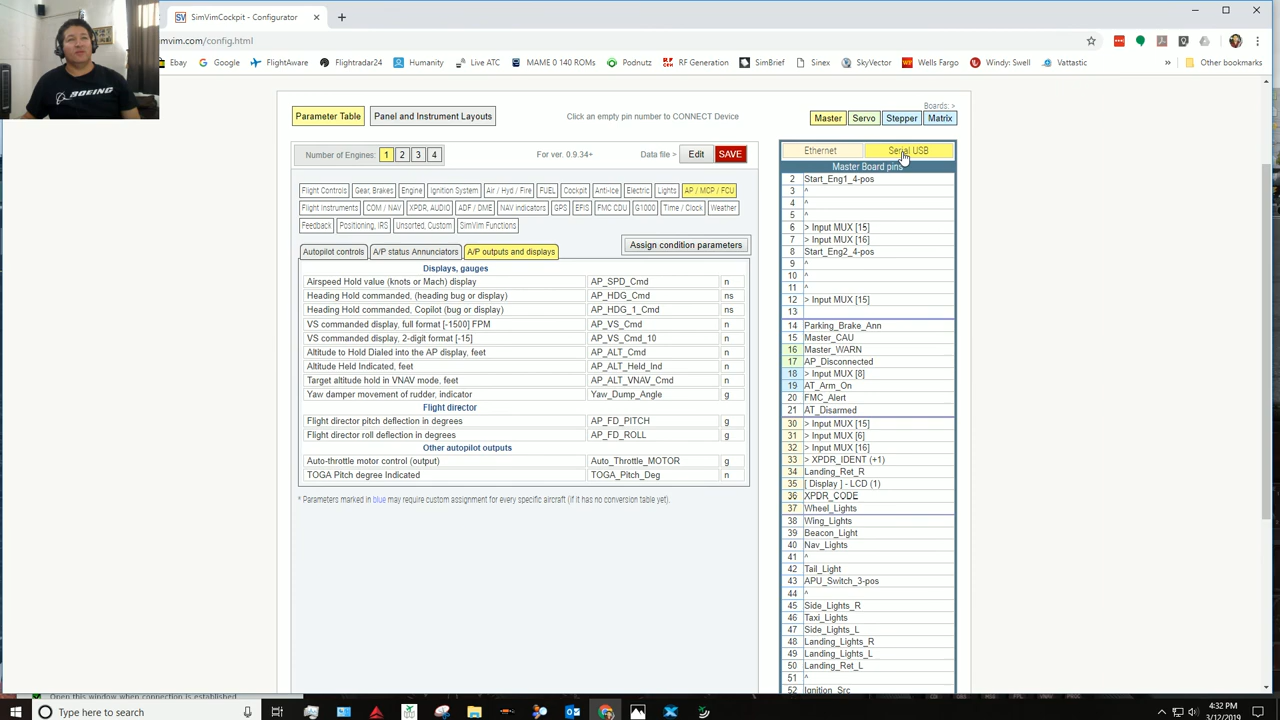 SimVimCockpit - Configurator
mvim.com/config.html
Ebay
Google
FlightAware
Flightradar24
Humanity
Live ATC
MAME 0 140 ROMs
Podnutz
RF Generation
SimBrief
Sinex
SkyVector
Wells Fargo
Windy: Swell
Vattastic
»
Other bookmarks
BOEING
Boards: >
Parameter Table
Panel and Instrument Layouts
Click an empty pin number to CONNECT Device
Master
Servo
Stepper
Matrix
Number of Engines: 1 2 3 4
For ver. 0.9.34+
Data file >
Edit
SAVE
Flight Controls
Gear, Brakes
Engine
Ignition System
Air / Hyd / Fire
FUEL
Cockpit
Anti-Ice
Electric
Lights
AP / MCP / FCU
Flight Instruments
COM / NAV
XPDR, AUDIO
ADF / DME
NAV indicators
GPS
EFIS
FMC CDU
G1000
Time / Clock
Weather
Feedback
Positioning, IRS
Unsorted, Custom
SimVim Functions
Assign condition parameters
Autopilot controls
A/P status Annunciators
A/P outputs and displays
Displays, gauges
Airspeed Hold value (knots or Mach) display AP_SPD_Cmd n
Heading Hold commanded, (heading bug or display) AP_HDG_Cmd ns
Heading Hold commanded, Copilot (bug or display) AP_HDG_1_Cmd ns
VS commanded display, full format [-1500] FPM AP_VS_Cmd n
VS commanded display, 2-digit format [-15] AP_VS_Cmd_10 n
Altitude to Hold Dialed into the AP display, feet AP_ALT_Cmd n
Altitude Held Indicated, feet AP_ALT_Held_Ind n
Target altitude hold in VNAV mode, feet AP_ALT_VNAV_Cmd n
Yaw damper movement of rudder, indicator Yaw_Dump_Angle g
Flight director
Flight director pitch deflection in degrees AP_FD_PITCH g
Flight director roll deflection in degrees AP_FD_ROLL g
Other autopilot outputs
Auto-throttle motor control (output) Auto_Throttle_MOTOR g
TOGA Pitch degree Indicated TOGA_Pitch_Deg n
* Parameters marked in blue may require custom assignment for every specific aircraft (if it has no conversion table yet).
Ethernet
Serial USB
Master Board pins
2 Start_Eng1_4-pos
3 ^
4 ^
5 ^
6 > Input MUX [15]
7 > Input MUX [16]
8 Start_Eng2_4-pos
9 ^
10 ^
11 ^
12 > Input MUX [15]
13
14 Parking_Brake_Ann
15 Master_CAU
16 Master_WARN
17 AP_Disconnected
18 > Input MUX [8]
19 AT_Arm_On
20 FMC_Alert
21 AT_Disarmed
30 > Input MUX [15]
31 > Input MUX [6]
32 > Input MUX [16]
33 > XPDR_IDENT (+1)
34 Landing_Ret_R
35 [ Display ] - LCD (1)
36 XPDR_CODE
37 Wheel_Lights
38 Wing_Lights
39 Beacon_Light
40 Nav_Lights
41 ^
42 Tail_Light
43 APU_Switch_3-pos
44 ^
45 Side_Lights_R
46 Taxi_Lights
47 Side_Lights_L
48 Landing_Lights_R
49 Landing_Lights_L
50 Landing_Ret_L
51 ^
52 Ignition_Src
Open this window when connection is established
Type here to search
4:32 PM
3/12/2019